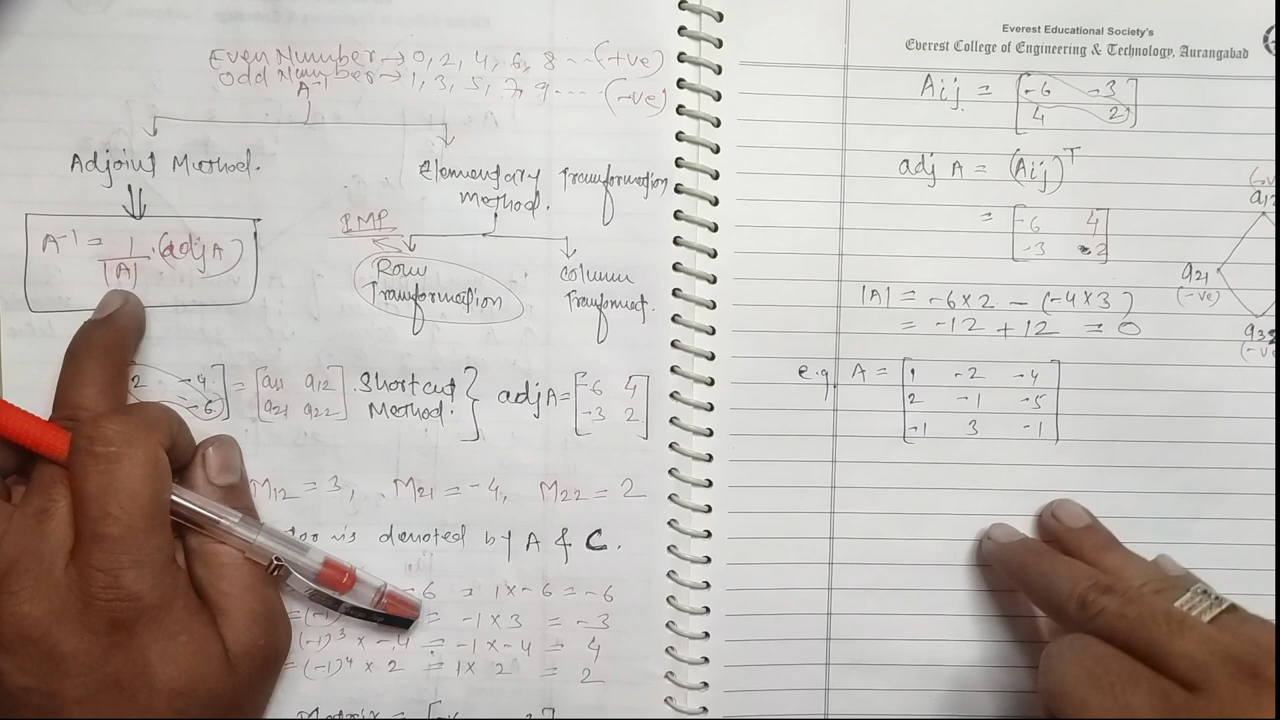 Even Number → 0, 2, 4, 6, 8 ... (+ve)
Odd Number → 1, 3, 5, 7, 9 .... (-ve)
A⁻¹
Adjoint Method.
Elementary Transformation
Method.
IMP
A⁻¹ = 1/|A| . (adj A)
Row
Transformation
Column
Transformat.
2 -4] = [a11 a12] . Shortcut } adj A = [-6 4]
-6] [a21 a22] Method. [-3 2]
M12 = 3, M21 = -4, M22 = 2
is denoted by A & C.
-6 = 1 x -6 = -6
= -1 x 3 = -3
(-1)³ x -4 = -1 x -4 = 4
= (-1)⁴ x 2 = 1 x 2 = 2
Everest Educational Society's
Everest College of Engineering & Technology, Aurangabad
Aij = [-6 -3]
[4 2]
adj A = (Aij)ᵀ
= [-6 4]
[-3 2]
a21
(-ve)
|A| = -6 x 2 - (-4 x 3)
= -12 + 12 = 0
e.g. A = [1 -2 -4]
[2 -1 -5]
[-1 3 -1]